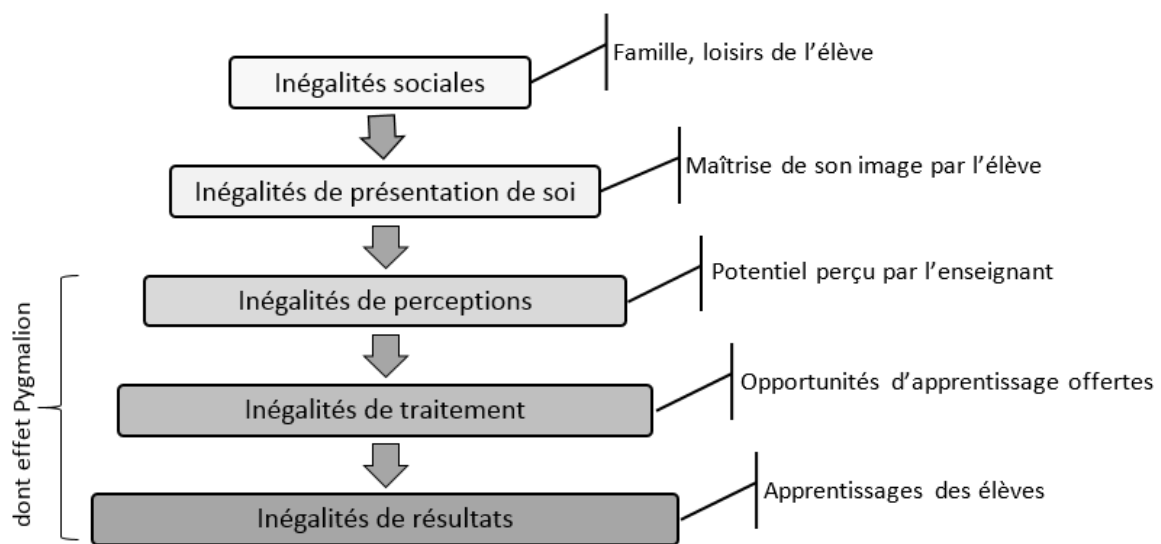 Famille, loisirs de l’élève
Inégalités sociales
Maîtrise de son image par l’élève
Inégalités de présentation de soi
Potentiel perçu par l’enseignant
Inégalités de perceptions
Opportunités d’apprentissage offertes
Inégalités de traitement
Apprentissages des élèves
Inégalités de résultats
dont effet Pygmalion